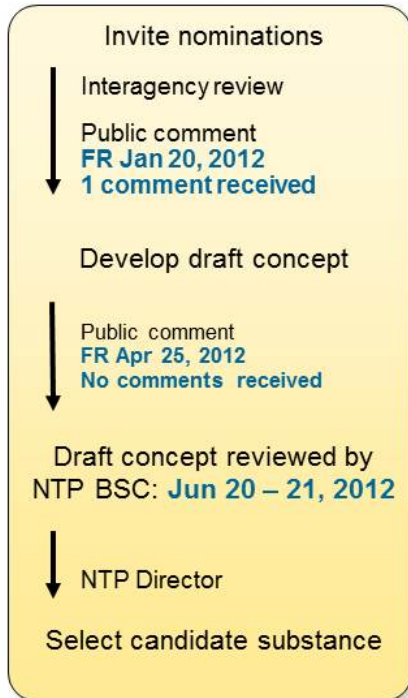 Invite nominations
Interagency review
Public comment
FR Jan 20, 2012
1 comment received
Develop draft concept
Public comment
FR Apr 25, 2012
No comments received
Draft concept reviewed by
NTP BSC: Jun 20 – 21, 2012
NTP Director
Select candidate substance